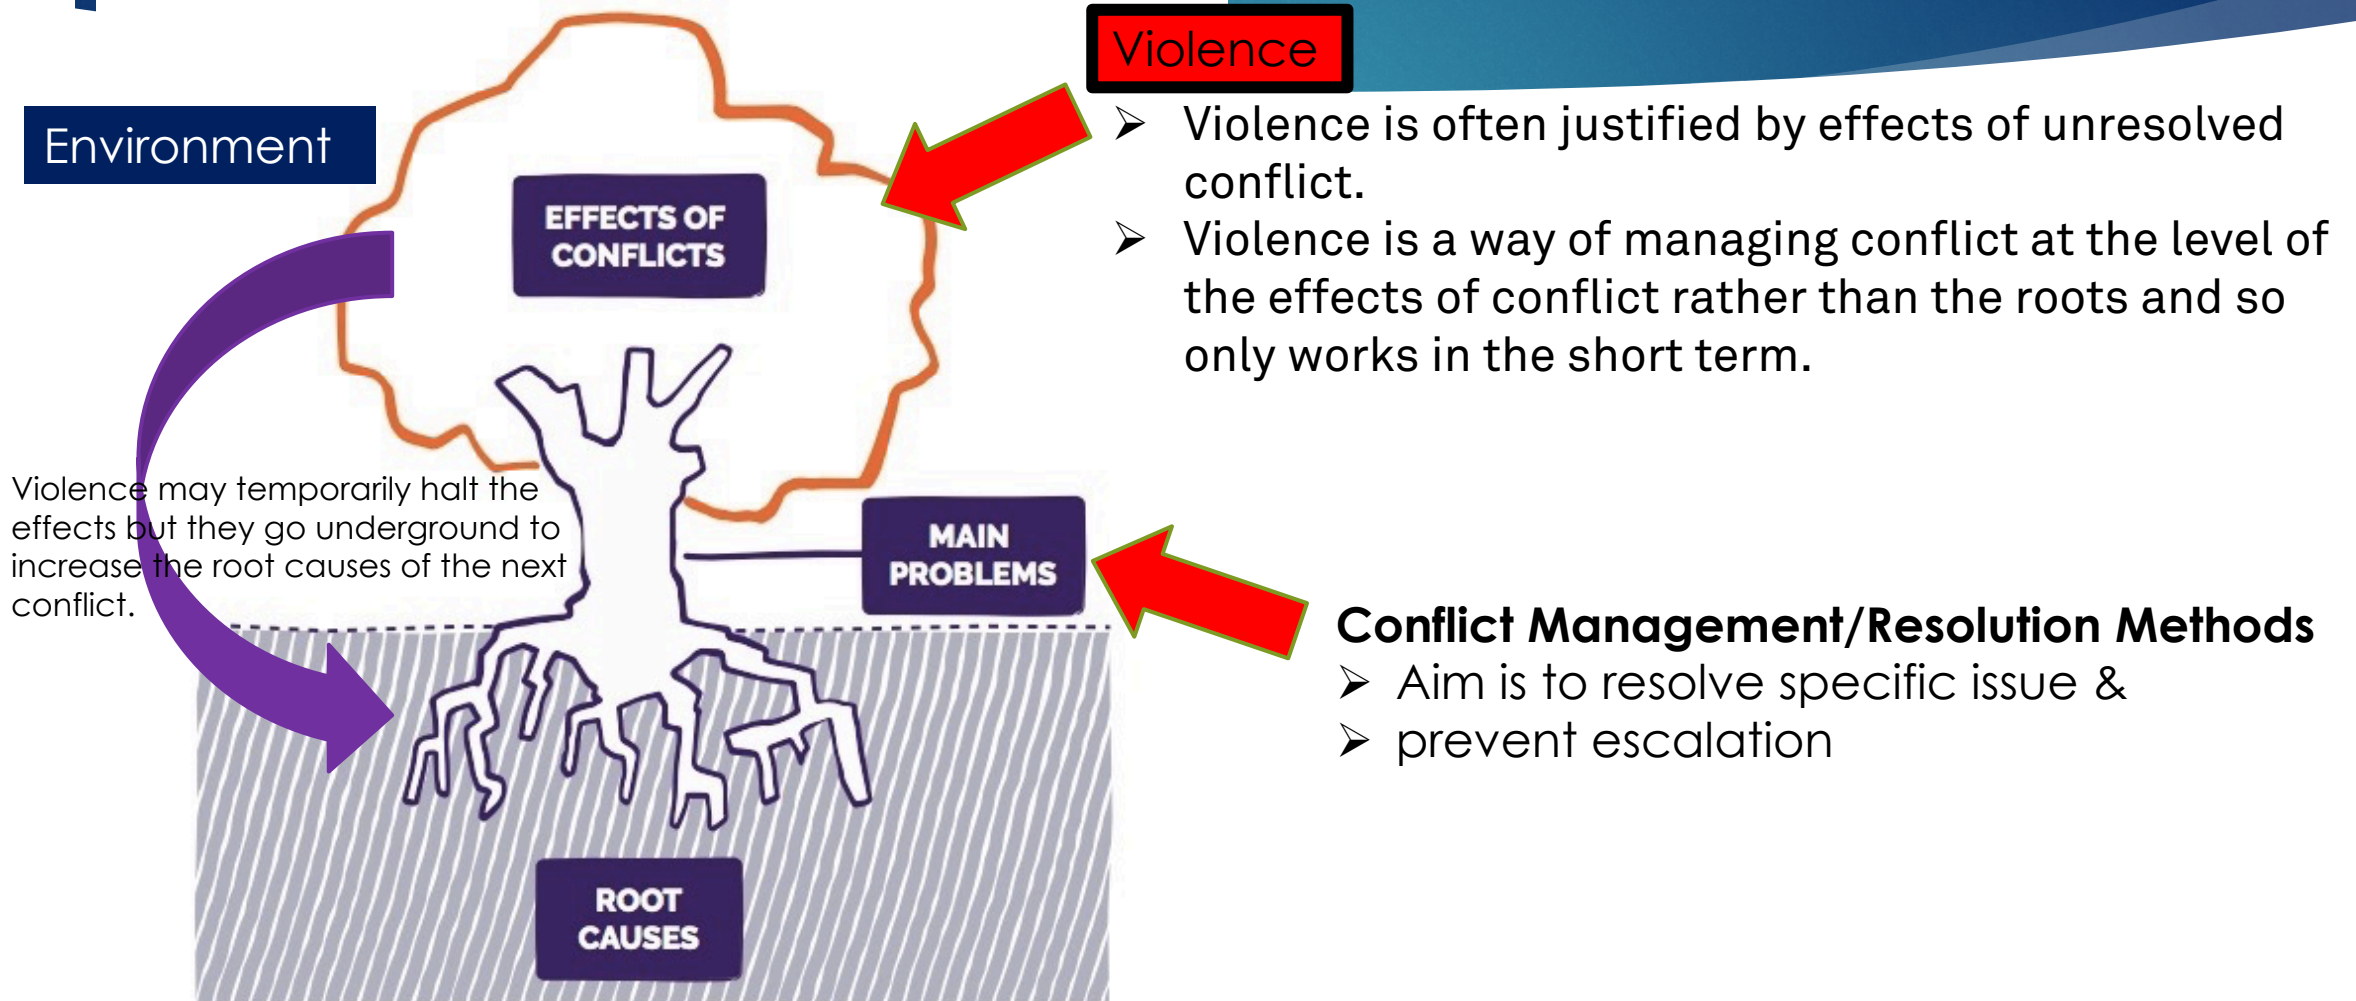 Violence
Environment
➢ Violence is often justified by effects of unresolved
conflict.
➢ Violence is a way of managing conflict at the level of
the effects of conflict rather than the roots and so
only works in the short term.
EFFECTS OF
CONFLICTS
Violence may temporarily halt the
effects but they go underground to
increase the root causes of the next
conflict.
MAIN
PROBLEMS
Conflict Management/Resolution Methods
➢ Aim is to resolve specific issue &
➢ prevent escalation
ROOT
CAUSES